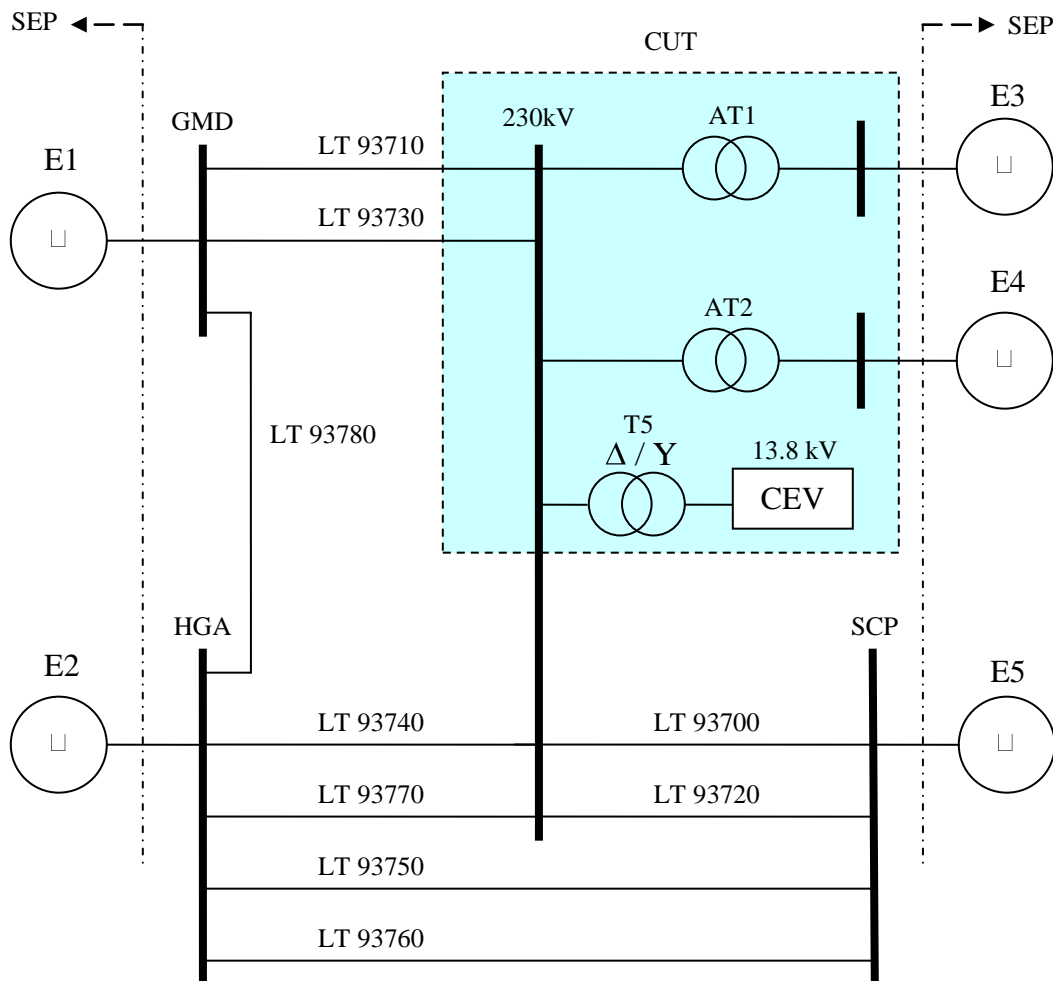 SEP
SEP
CUT
E3
GMD
230kV
AT1
LT 93710
E1
LT 93730
E4
AT2
LT 93780
T5
Δ / Y
13.8 kV
CEV
HGA
SCP
E2
E5
LT 93740
LT 93700
LT 93770
LT 93720
LT 93750
LT 93760